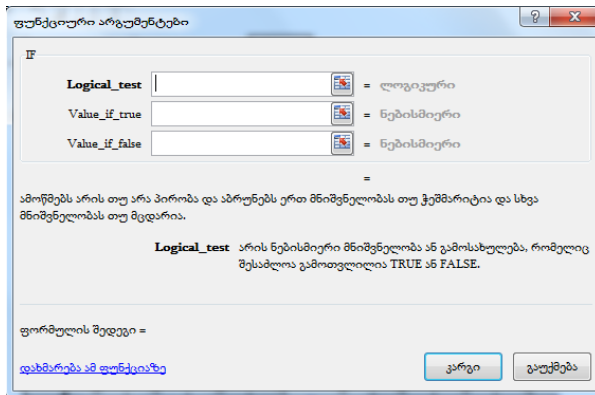 ფუნქციური არგუმენტები
IF
Logical_test = ლოგიკური
Value_if_true = ნებისმიერი
Value_if_false = ნებისმიერი
=
ამოწმებს არის თუ არა პირობა და აბრუნებს ერთ მნიშვნელობას თუ ჭეშმარიტია და სხვა
მნიშვნელობას თუ მცდარია.
Logical_test არის ნებისმიერი მნიშვნელობა ან გამოსახულება, რომელიც
შესაძლოა გამოთვლილია TRUE ან FALSE.
ფორმულის შედეგი =
დახმარება ამ ფუნქციაზე
კარგი
გაუქმება